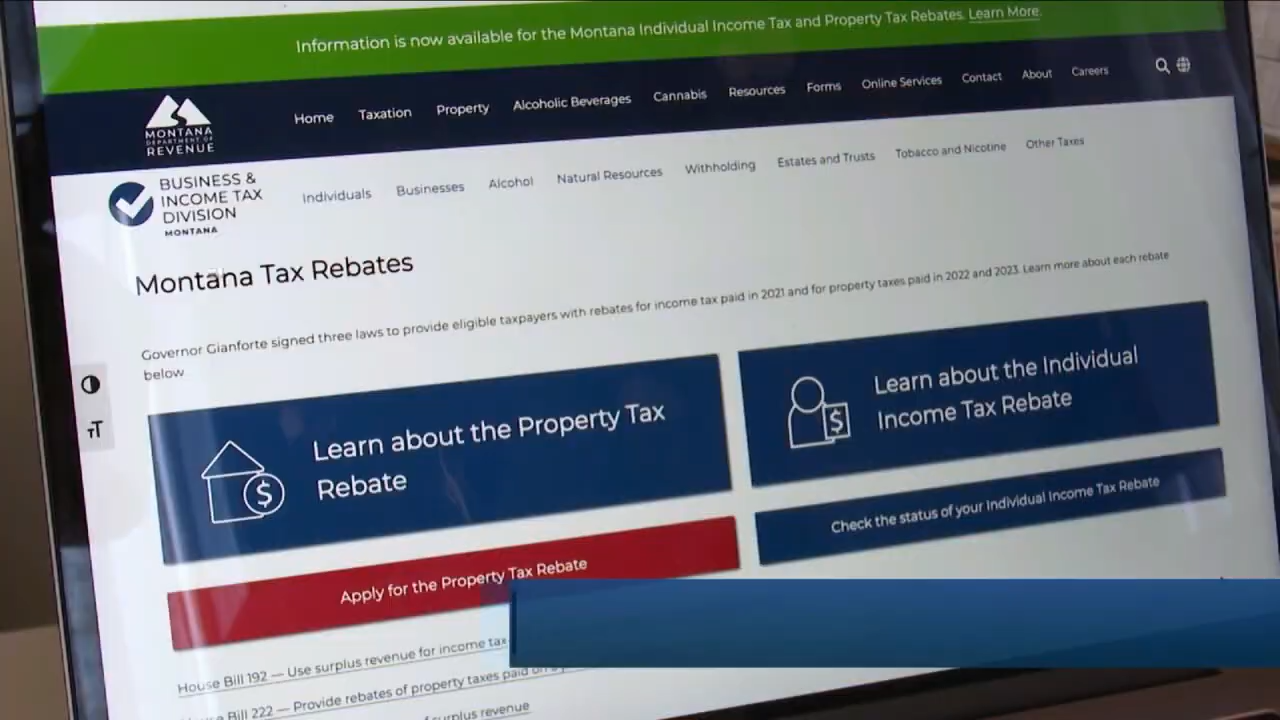 Information is now available for the Montana Individual Income Tax and Property Tax Rebates. Learn More.
MONTANA
DEPARTMENT OF
REVENUE
Home Taxation Property Alcoholic Beverages Cannabis Resources Forms Online Services Contact About Careers
BUSINESS &
INCOME TAX
DIVISION
MONTANA
Individuals Businesses Alcohol Natural Resources Withholding Estates and Trusts Tobacco and Nicotine Other Taxes
Montana Tax Rebates
Governor Gianforte signed three laws to provide eligible taxpayers with rebates for income tax paid in 2021 and for property taxes paid in 2022 and 2023. Learn more about each rebate
below
TT
Learn about the Property Tax
Rebate
$
Learn about the Individual
Income Tax Rebate
$
Apply for the Property Tax Rebate
Check the status of your Individual Income Tax Rebate
House Bill 192 — Use surplus revenue for income tax
Bill 222 — Provide rebates of property taxes paid on
surplus revenue